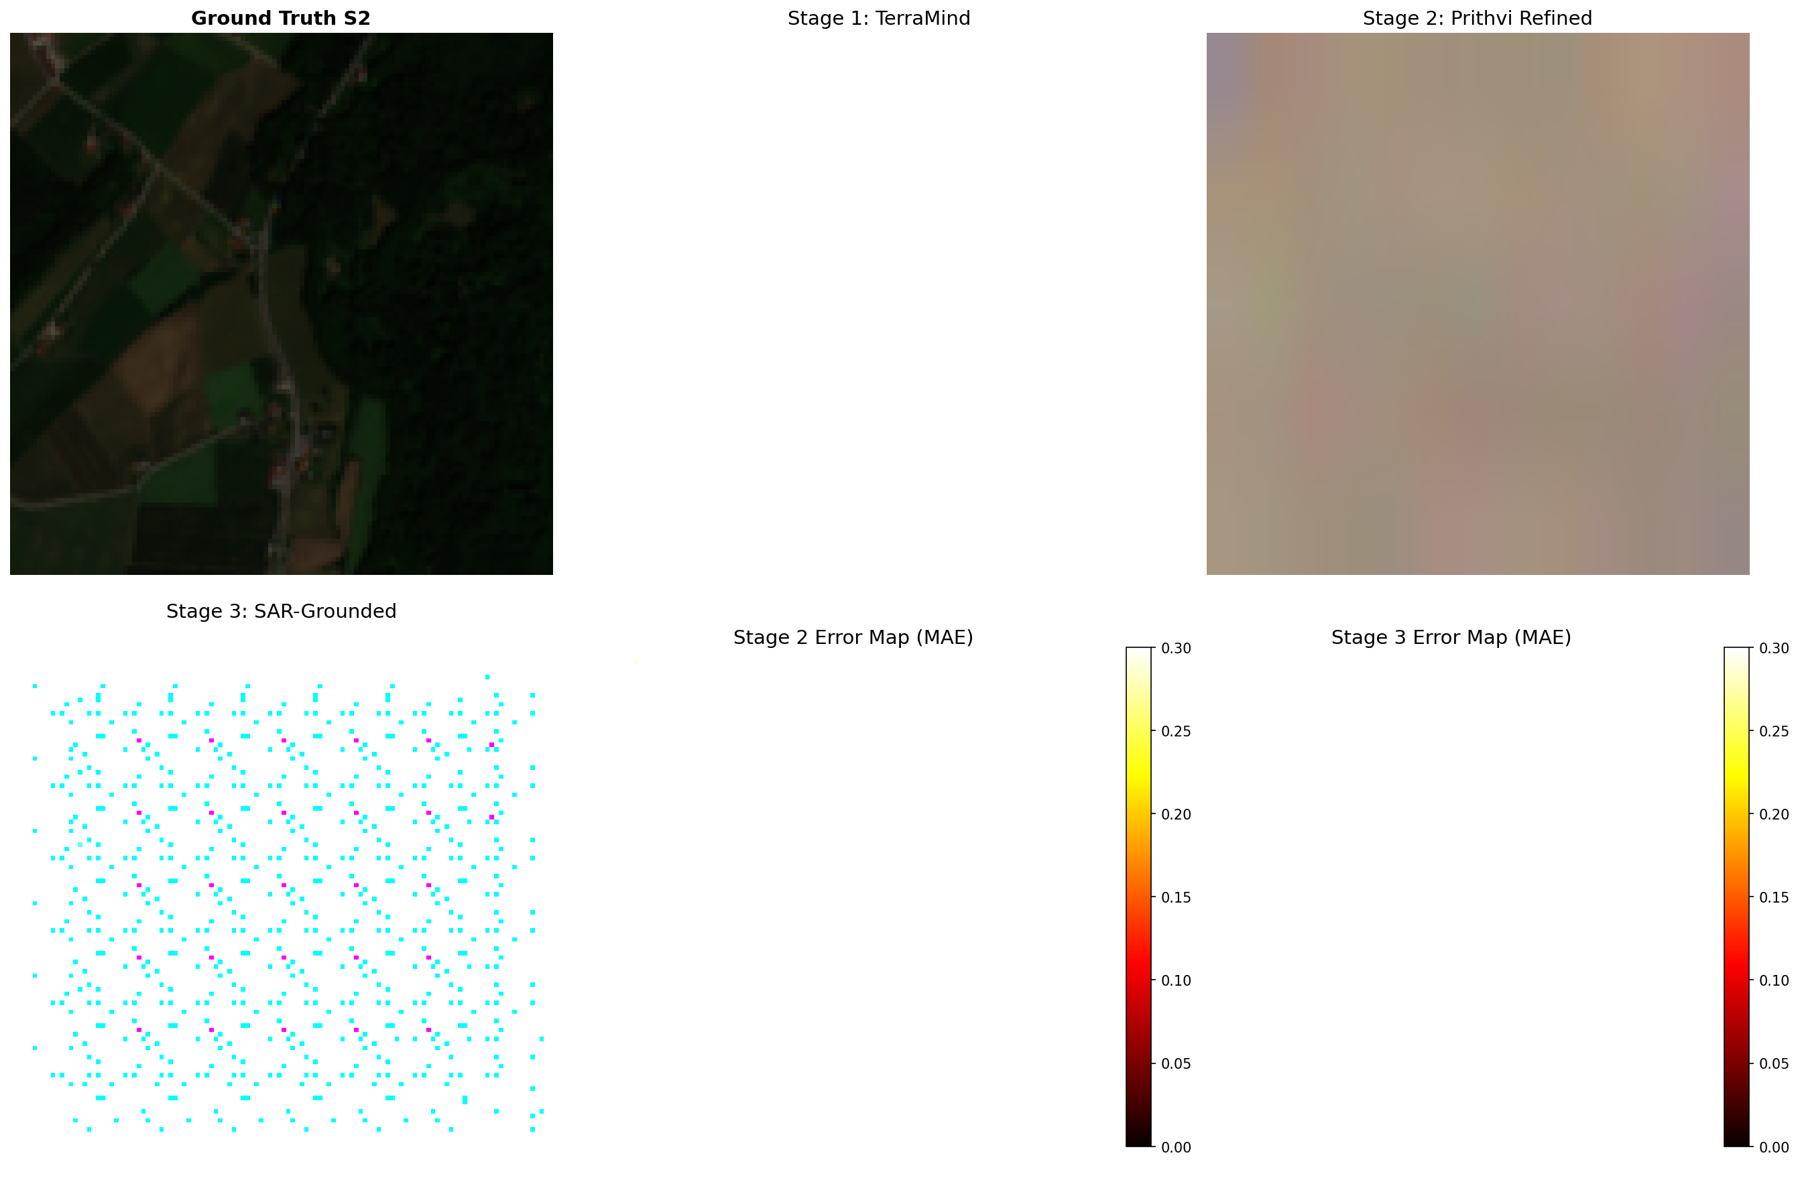 Ground Truth S2
Stage 1: TerraMind
Stage 2: Prithvi Refined
Stage 3: SAR-Grounded
Stage 2 Error Map (MAE)
0.30
0.25
0.20
0.15
0.10
0.05
0.00
Stage 3 Error Map (MAE)
0.30
0.25
0.20
0.15
0.10
0.05
0.00